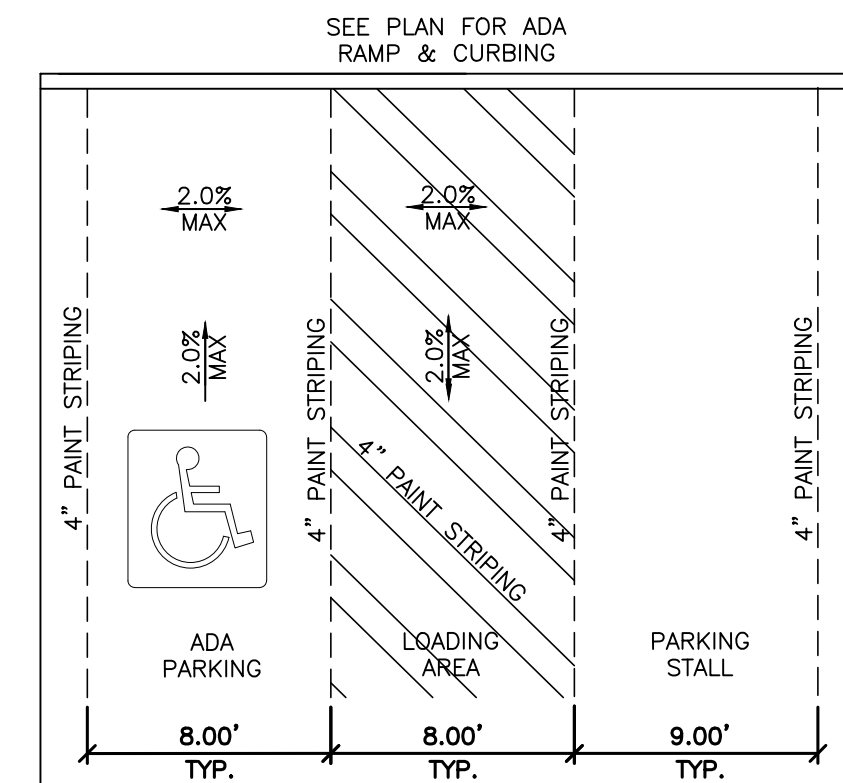 SEE PLAN FOR ADA
RAMP & CURBING
2.0%
MAX
2.0%
MAX
2.0%
MAX
2.0%
MAX
4" PAINT STRIPING
4" PAINT STRIPING
4" PAINT STRIPING
4" PAINT STRIPING
4" PAINT STRIPING
ADA
PARKING
LOADING
AREA
PARKING
STALL
8.00'
TYP.
8.00'
TYP.
9.00'
TYP.